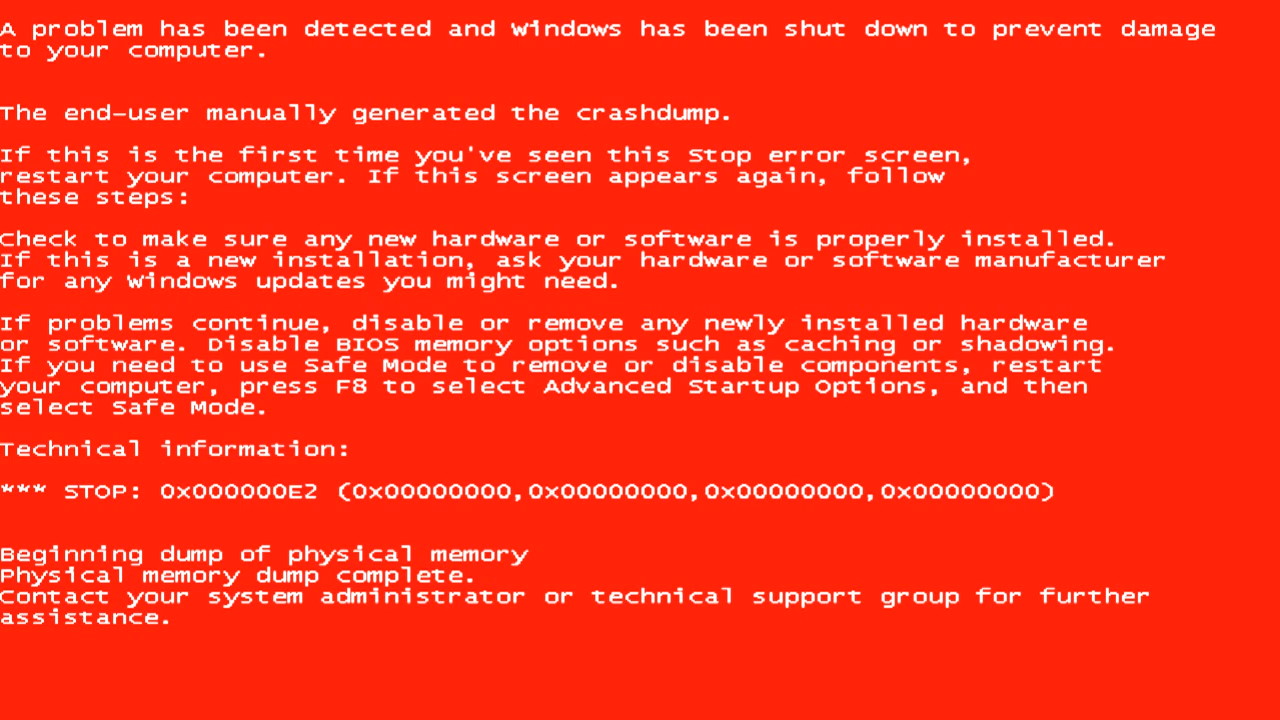 A problem has been detected and Windows has been shut down to prevent damage
to your computer.
The end-user manually generated the crashdump.
If this is the first time you've seen this Stop error screen,
restart your computer. If this screen appears again, follow
these steps:
Check to make sure any new hardware or software is properly installed.
If this is a new installation, ask your hardware or software manufacturer
for any Windows updates you might need.
If problems continue, disable or remove any newly installed hardware
or software. Disable BIOS memory options such as caching or shadowing.
If you need to use Safe Mode to remove or disable components, restart
your computer, press F8 to select Advanced Startup Options, and then
select Safe Mode.
Technical information:
*** STOP: 0x000000E2 (0x00000000,0x00000000,0x00000000,0x00000000)
Beginning dump of physical memory
Physical memory dump complete.
Contact your system administrator or technical support group for further
assistance.